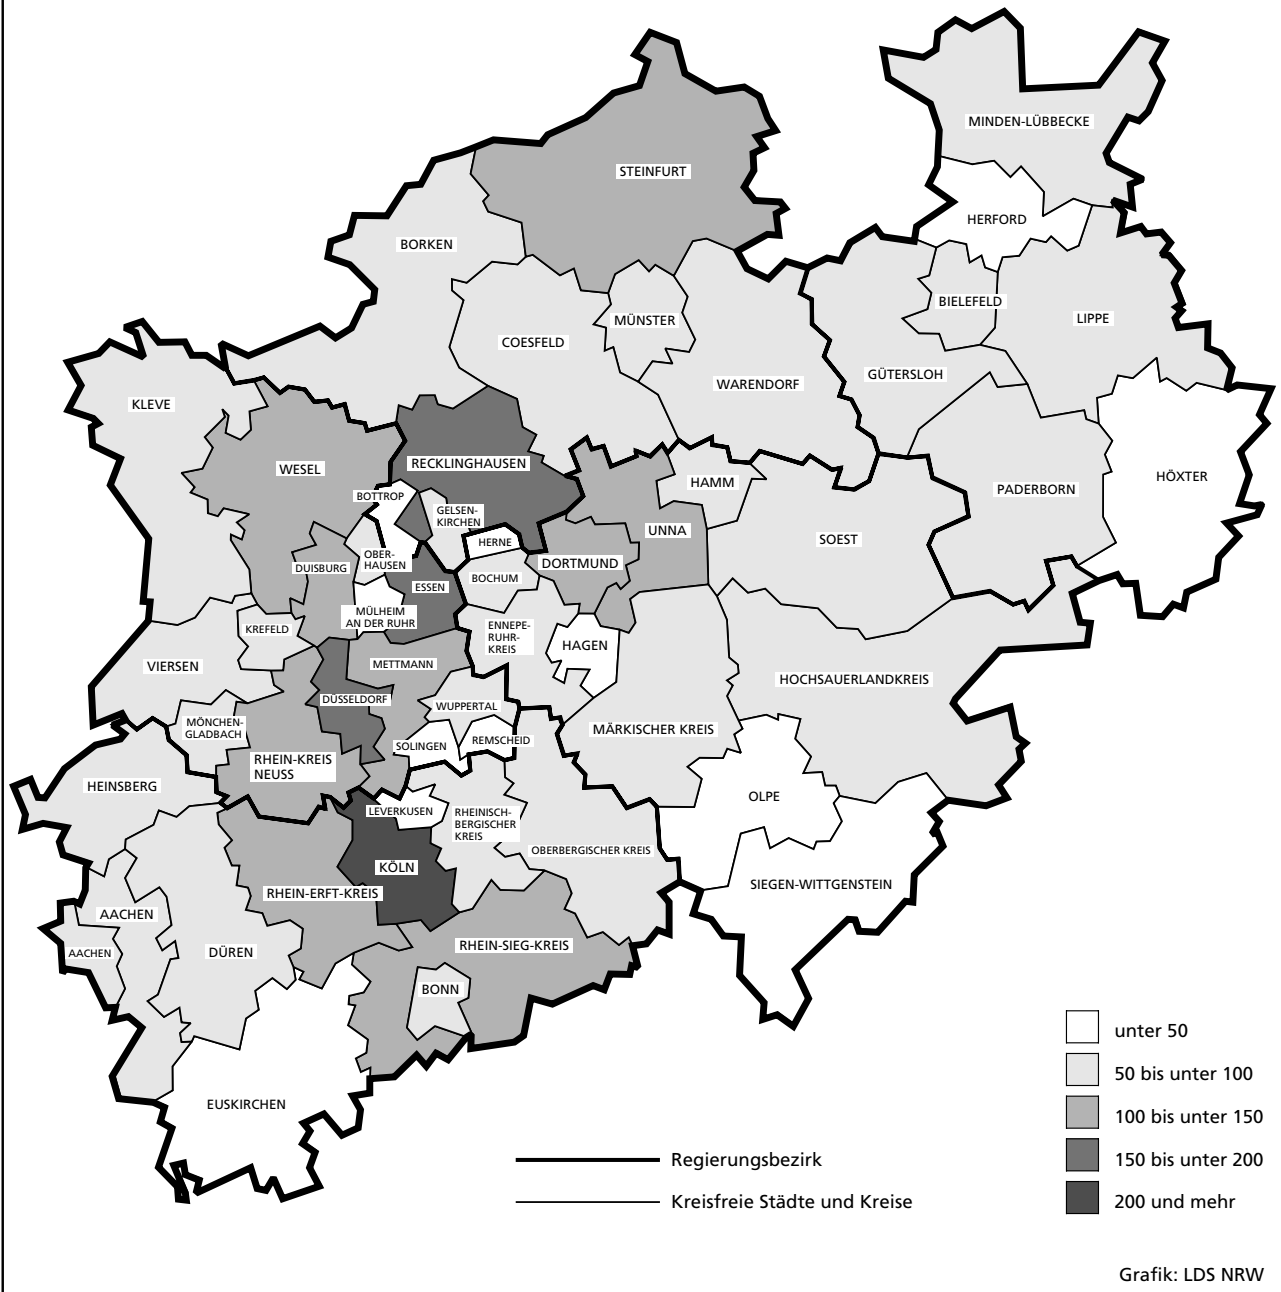 MINDEN-LÜBBECKE
STEINFURT
HERFORD
BORKEN
BIELEFELD
MÜNSTER
LIPPE
COESFELD
GÜTERSLOH
WARENDORF
KLEVE
RECKLINGHAUSEN
WESEL
HÖXTER
HAMM
PADERBORN
BOTTROP
GELSEN-
KIRCHEN
UNNA
SOEST
HERNE
OBER-
HAUSEN
DORTMUND
DUISBURG
BOCHUM
ESSEN
MÜLHEIM
AN DER RUHR
KREFELD
ENNEPE-
RUHR-
KREIS
HAGEN
VIERSEN
METTMANN
HOCHSAUERLANDKREIS
DÜSSELDORF
WUPPERTAL
MÖNCHEN-
GLADBACH
MÄRKISCHER KREIS
SOLINGEN
REMSCHEID
RHEIN-KREIS
NEUSS
HEINSBERG
OLPE
LEVERKUSEN
RHEINISCH-
BERGISCHER
KREIS
OBERBERGISCHER KREIS
KÖLN
SIEGEN-WITTGENSTEIN
RHEIN-ERFT-KREIS
AACHEN
RHEIN-SIEG-KREIS
AACHEN
DÜREN
BONN
EUSKIRCHEN
unter 50
50 bis unter 100
100 bis unter 150
150 bis unter 200
200 und mehr
Regierungsbezirk
Kreisfreie Städte und Kreise
Grafik: LDS NRW